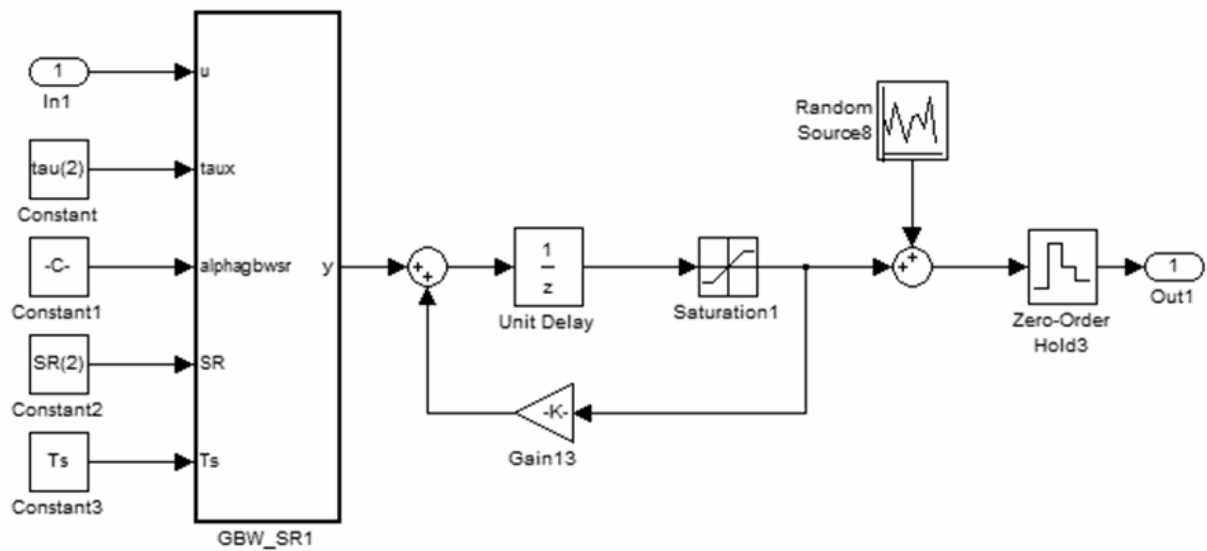 1
In1
tau(2)
Constant
-C-
Constant1
SR(2)
Constant2
Ts
Constant3
u
taux
alphagbwsr
SR
Ts
y
GBW_SR1
+
+
1
z
Unit Delay
Saturation1
-K-
Gain13
Random
Source8
+
+
Zero-Order
Hold3
1
Out1